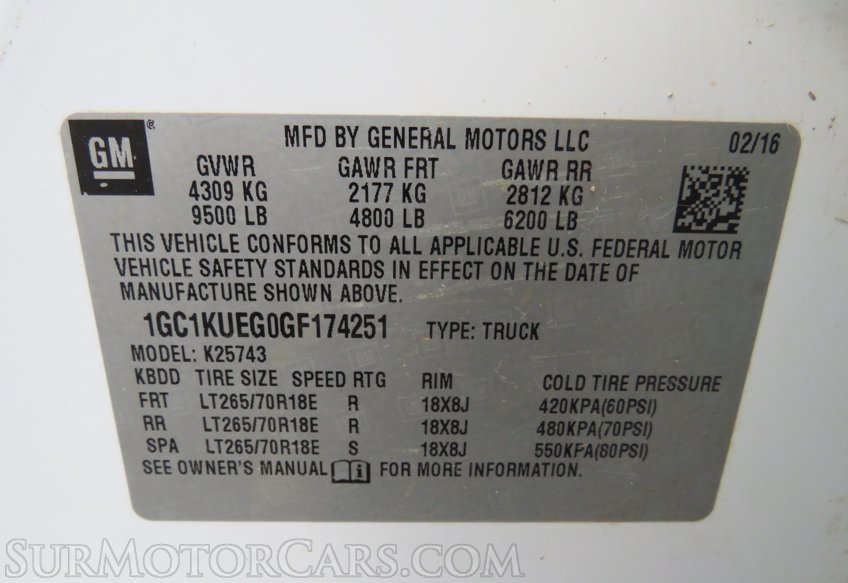 GM® MFD BY GENERAL MOTORS LLC 02/16
GVWR GAWR FRT GAWR RR
4309 KG 2177 KG 2812 KG
9500 LB 4800 LB 6200 LB
THIS VEHICLE CONFORMS TO ALL APPLICABLE U.S. FEDERAL MOTOR
VEHICLE SAFETY STANDARDS IN EFFECT ON THE DATE OF
MANUFACTURE SHOWN ABOVE.
1GC1KUEG0GF174251 TYPE: TRUCK
MODEL: K25743
KBDD TIRE SIZE SPEED RTG RIM COLD TIRE PRESSURE
FRT LT265/70R18E R 18X8J 420KPA(60PSI)
RR LT265/70R18E R 18X8J 480KPA(70PSI)
SPA LT265/70R18E S 18X8J 550KPA(80PSI)
SEE OWNER'S MANUAL FOR MORE INFORMATION.
SurMotorCars.com SurMotorCars.com